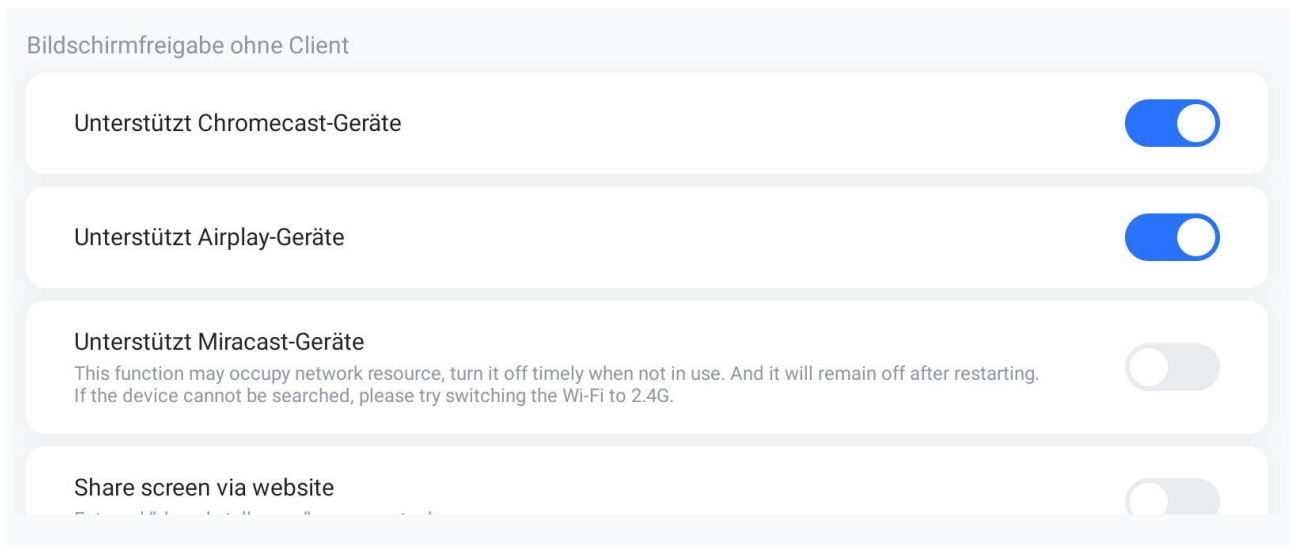 Bildschirmfreigabe ohne Client
Unterstützt Chromecast-Geräte
Unterstützt Airplay-Geräte
Unterstützt Miracast-Geräte
This function may occupy network resource, turn it off timely when not in use. And it will remain off after restarting.
If the device cannot be searched, please try switching the Wi-Fi to 2.4G.
Share screen via website